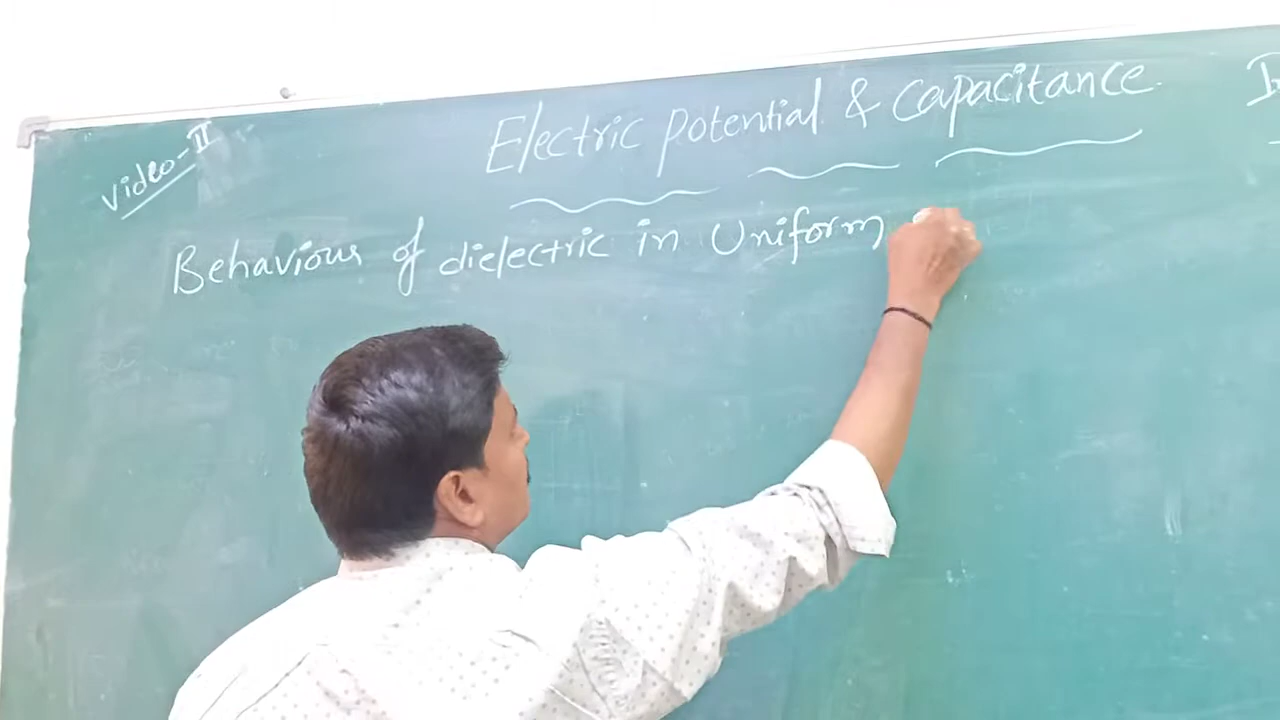 Video-II
Electric potential & capacitance
Behaviour of dielectric in Uniform